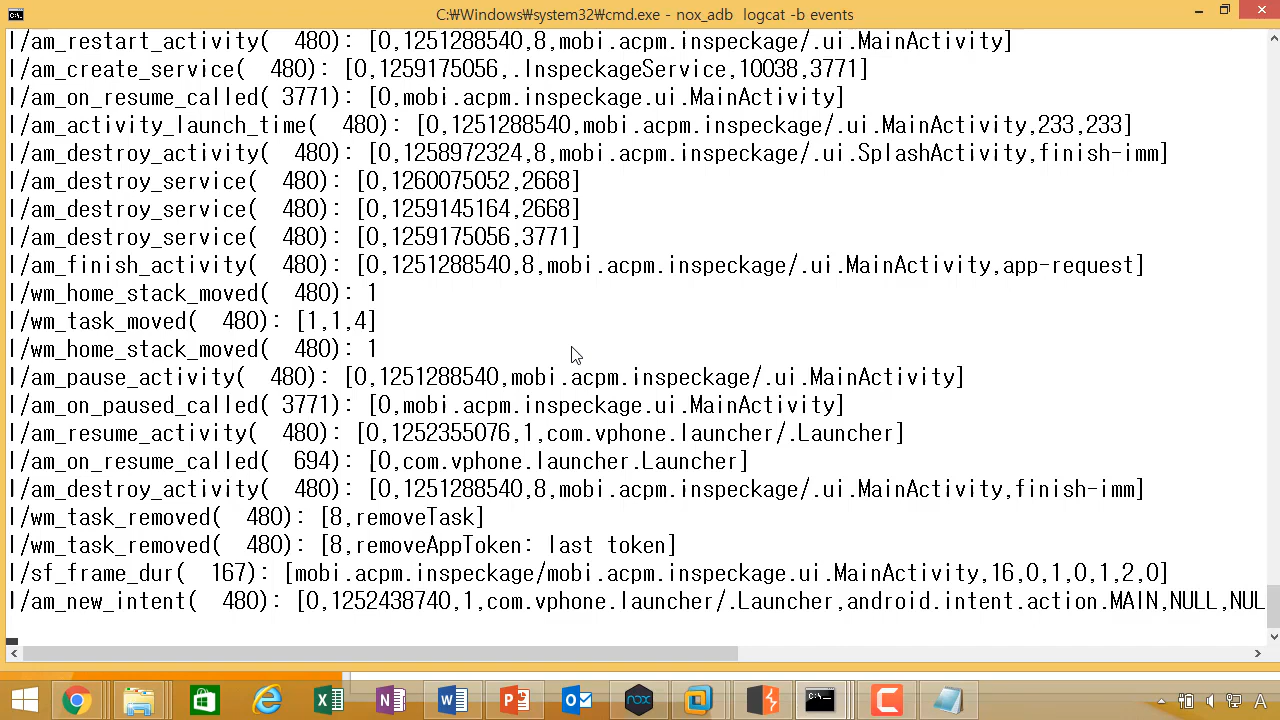 C:₩Windows₩system32₩cmd.exe - nox_adb  logcat -b events
I/am_restart_activity(  480): [0,1251288540,8,mobi.acpm.inspeckage/.ui.MainActivity]
I/am_create_service(  480): [0,1259175056,.InspeckageService,10038,3771]
I/am_on_resume_called( 3771): [0,mobi.acpm.inspeckage.ui.MainActivity]
I/am_activity_launch_time(  480): [0,1251288540,mobi.acpm.inspeckage/.ui.MainActivity,233,233]
I/am_destroy_activity(  480): [0,1258972324,8,mobi.acpm.inspeckage/.ui.SplashActivity,finish-imm]
I/am_destroy_service(  480): [0,1260075052,2668]
I/am_destroy_service(  480): [0,1259145164,2668]
I/am_destroy_service(  480): [0,1259175056,3771]
I/am_finish_activity(  480): [0,1251288540,8,mobi.acpm.inspeckage/.ui.MainActivity,app-request]
I/wm_home_stack_moved(  480): 1
I/wm_task_moved(  480): [1,1,4]
I/wm_home_stack_moved(  480): 1
I/am_pause_activity(  480): [0,1251288540,mobi.acpm.inspeckage/.ui.MainActivity]
I/am_on_paused_called( 3771): [0,mobi.acpm.inspeckage.ui.MainActivity]
I/am_resume_activity(  480): [0,1252355076,1,com.vphone.launcher/.Launcher]
I/am_on_resume_called(  694): [0,com.vphone.launcher.Launcher]
I/am_destroy_activity(  480): [0,1251288540,8,mobi.acpm.inspeckage/.ui.MainActivity,finish-imm]
I/wm_task_removed(  480): [8,removeTask]
I/wm_task_removed(  480): [8,removeAppToken: last token]
I/sf_frame_dur(  167): [mobi.acpm.inspeckage/mobi.acpm.inspeckage.ui.MainActivity,16,0,1,0,1,2,0]
I/am_new_intent(  480): [0,1252438740,1,com.vphone.launcher/.Launcher,android.intent.action.MAIN,NULL,NUL
nox
A